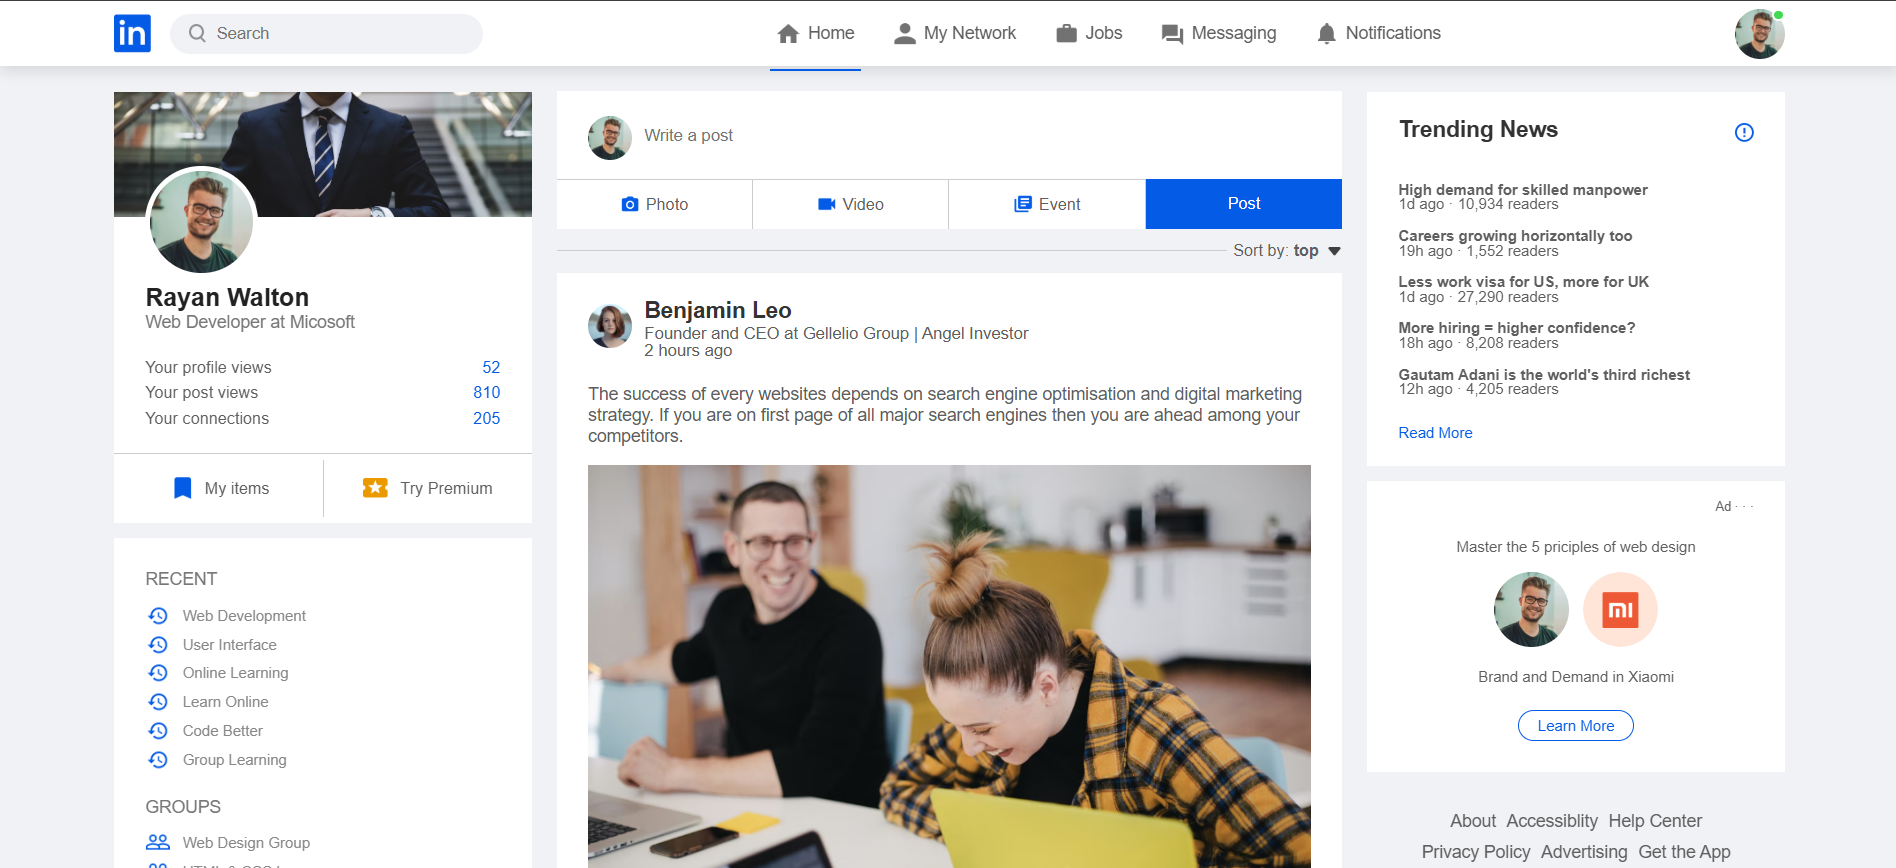 in Search Home My Network Jobs Messaging Notifications
Rayan Walton
Web Developer at Micosoft
Your profile views 52
Your post views 810
Your connections 205
My items Try Premium
RECENT
Web Development
User Interface
Online Learning
Learn Online
Code Better
Group Learning
GROUPS
Web Design Group
Write a post
Photo Video Event Post
Sort by: top
Benjamin Leo
Founder and CEO at Gellelio Group | Angel Investor
2 hours ago
The success of every websites depends on search engine optimisation and digital marketing
strategy. If you are on first page of all major search engines then you are ahead among your
competitors.
Trending News
High demand for skilled manpower
1d ago · 10,934 readers
Careers growing horizontally too
19h ago · 1,552 readers
Less work visa for US, more for UK
1d ago · 27,290 readers
More hiring = higher confidence?
18h ago · 8,208 readers
Gautam Adani is the world's third richest
12h ago · 4,205 readers
Read More
Ad · · ·
Master the 5 priciples of web design
mi
Brand and Demand in Xiaomi
Learn More
About Accessiblity Help Center
Privacy Policy Advertising Get the App